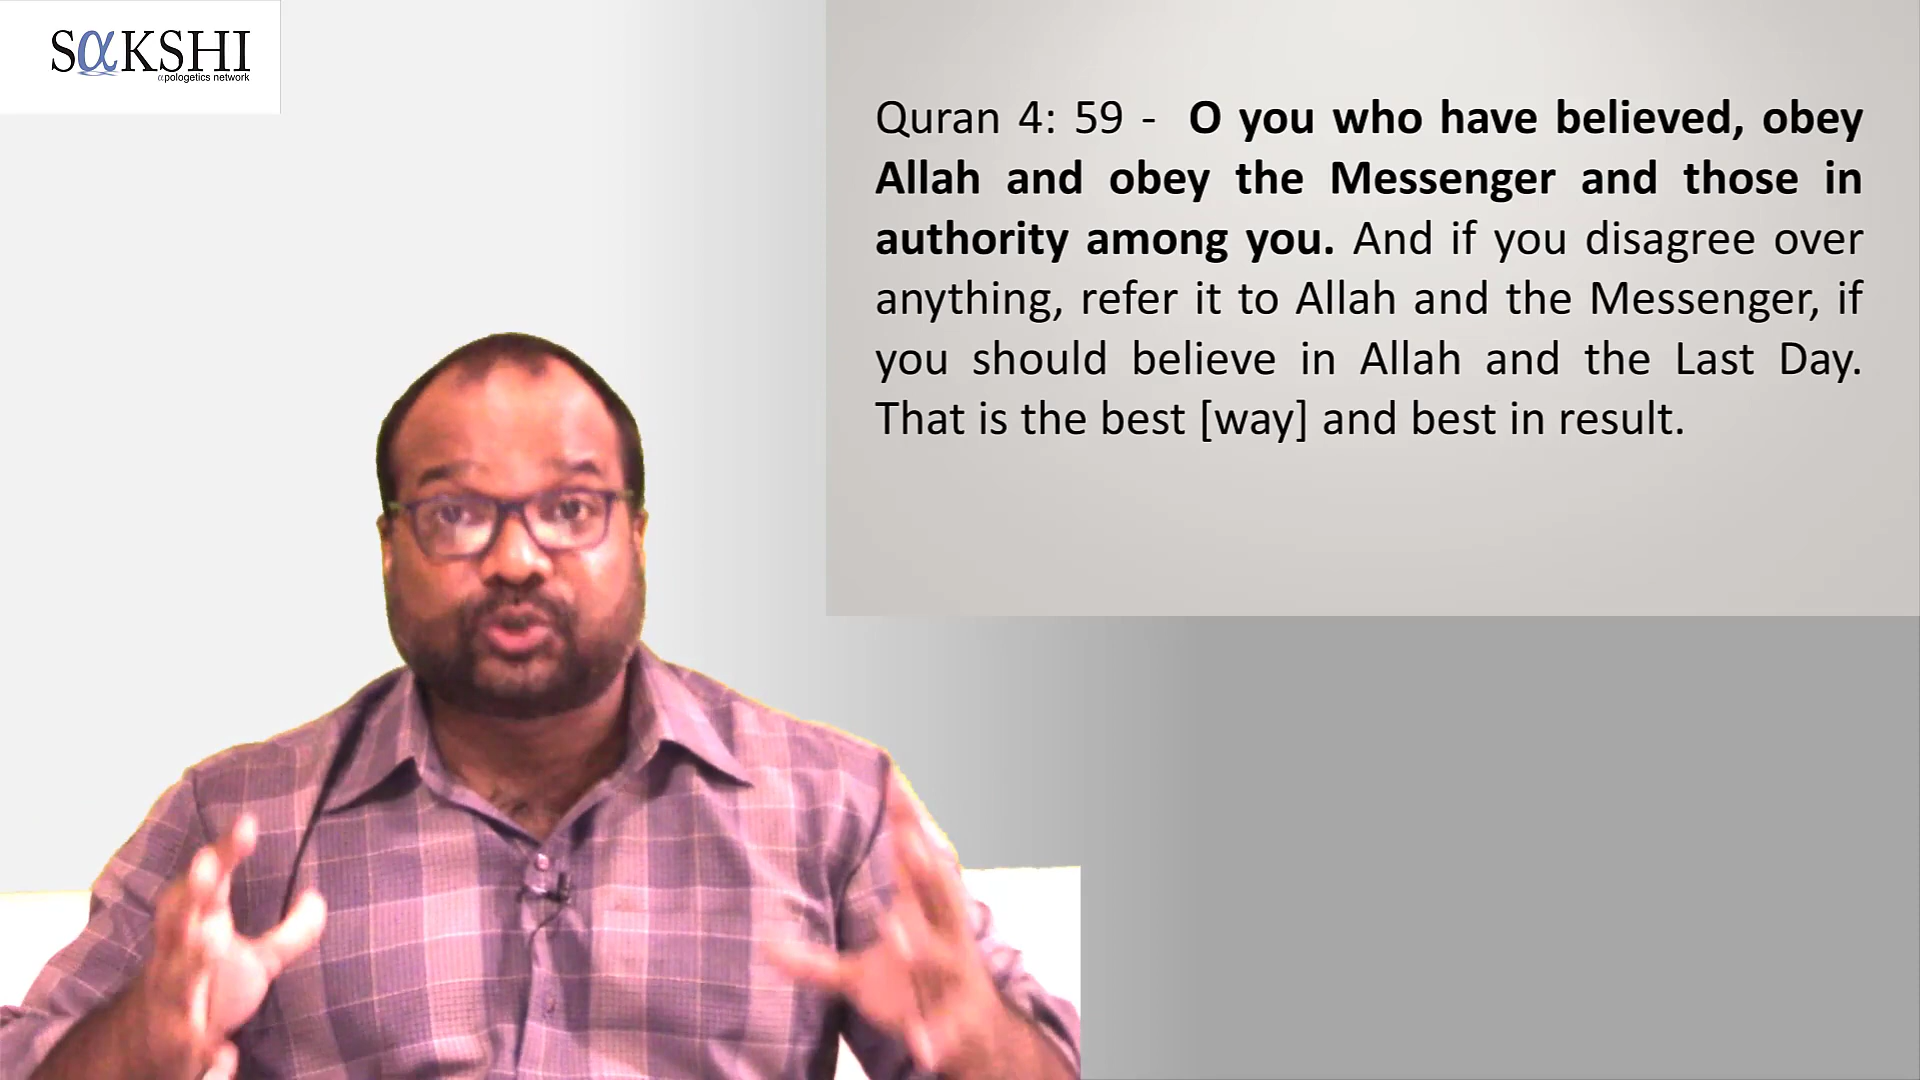 SαKSHI
αpologetics network
Quran 4: 59 - O you who have believed, obey
Allah and obey the Messenger and those in
authority among you. And if you disagree over
anything, refer it to Allah and the Messenger, if
you should believe in Allah and the Last Day.
That is the best [way] and best in result.